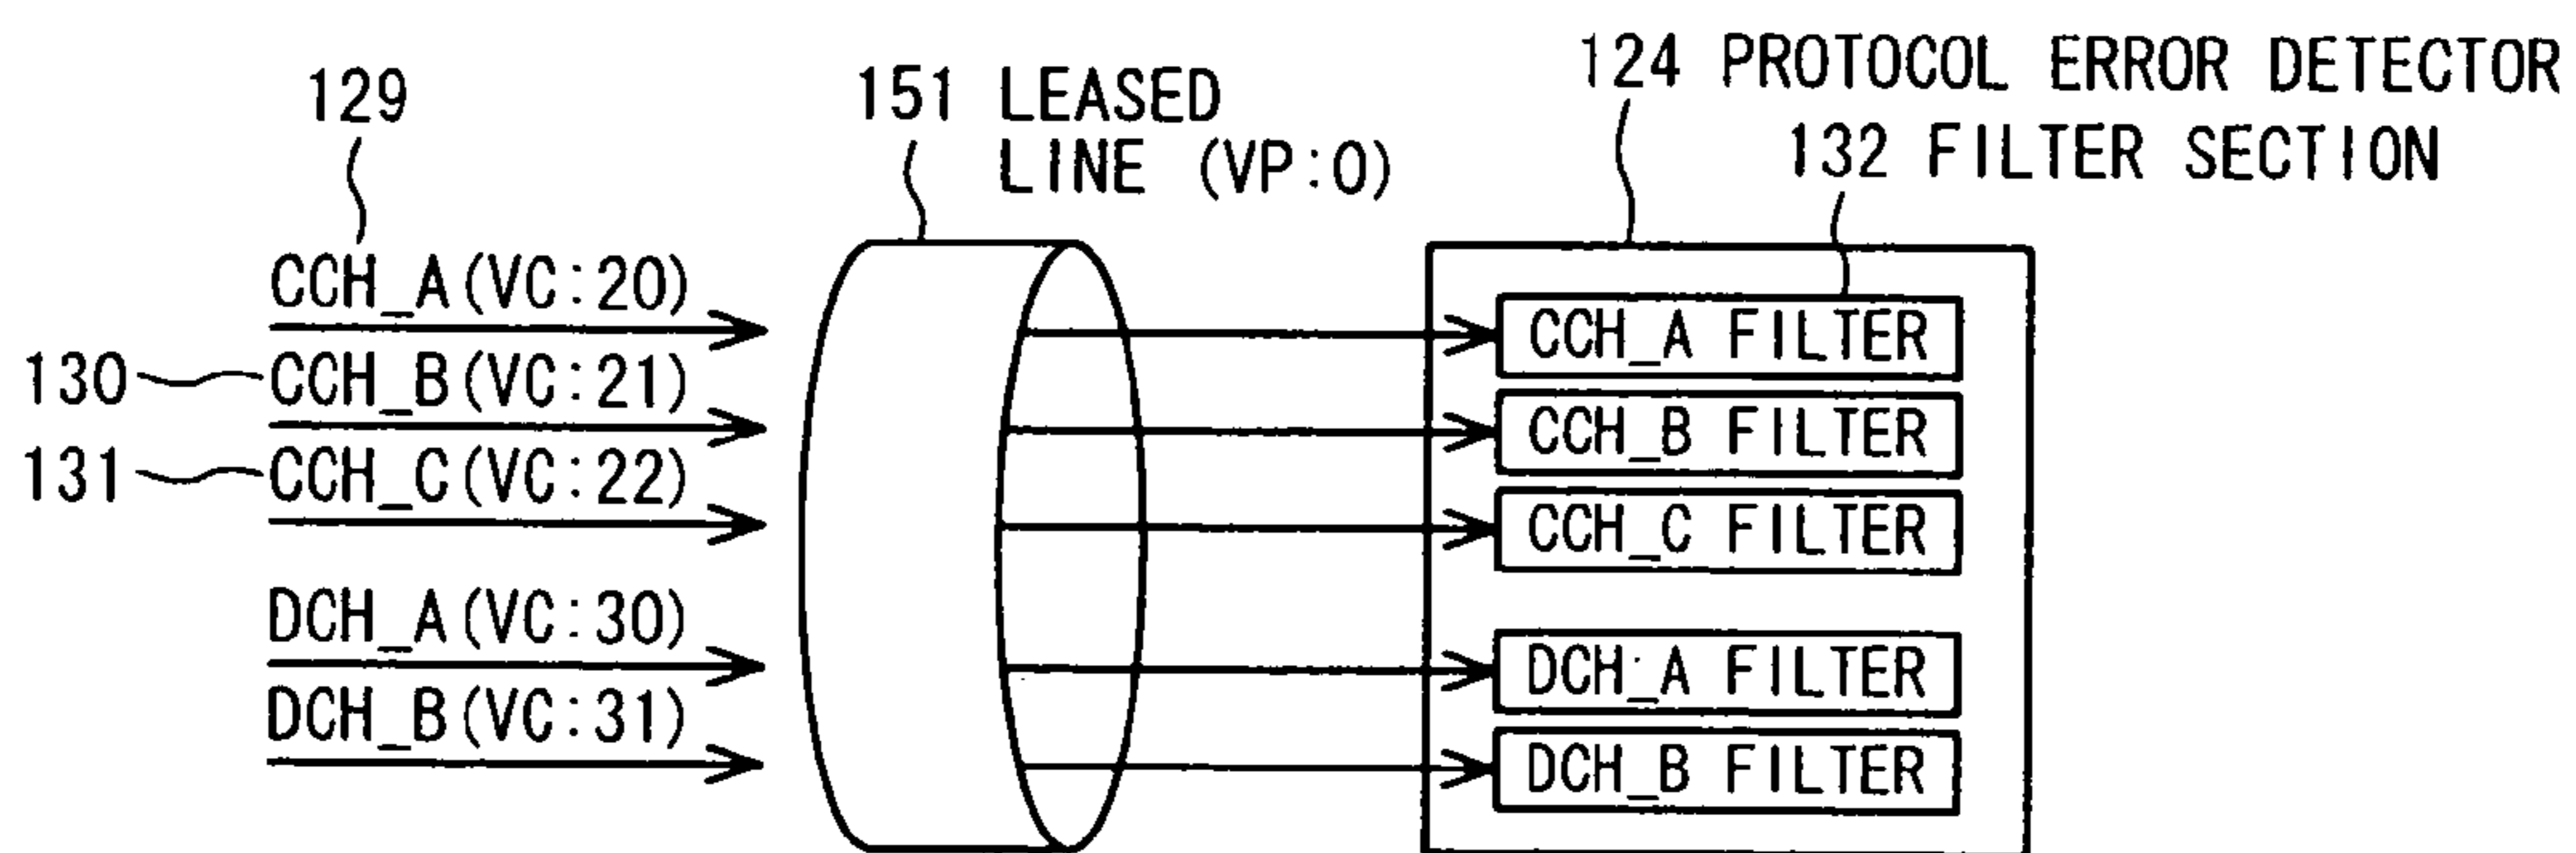 129
151 LEASED
LINE (VP:0)
124 PROTOCOL ERROR DETECTOR
132 FILTER SECTION
CCH_A(VC:20)
130
CCH_B(VC:21)
131
CCH_C(VC:22)
DCH_A(VC:30)
DCH_B(VC:31)
CCH_A FILTER
CCH_B FILTER
CCH_C FILTER
DCH_A FILTER
DCH_B FILTER